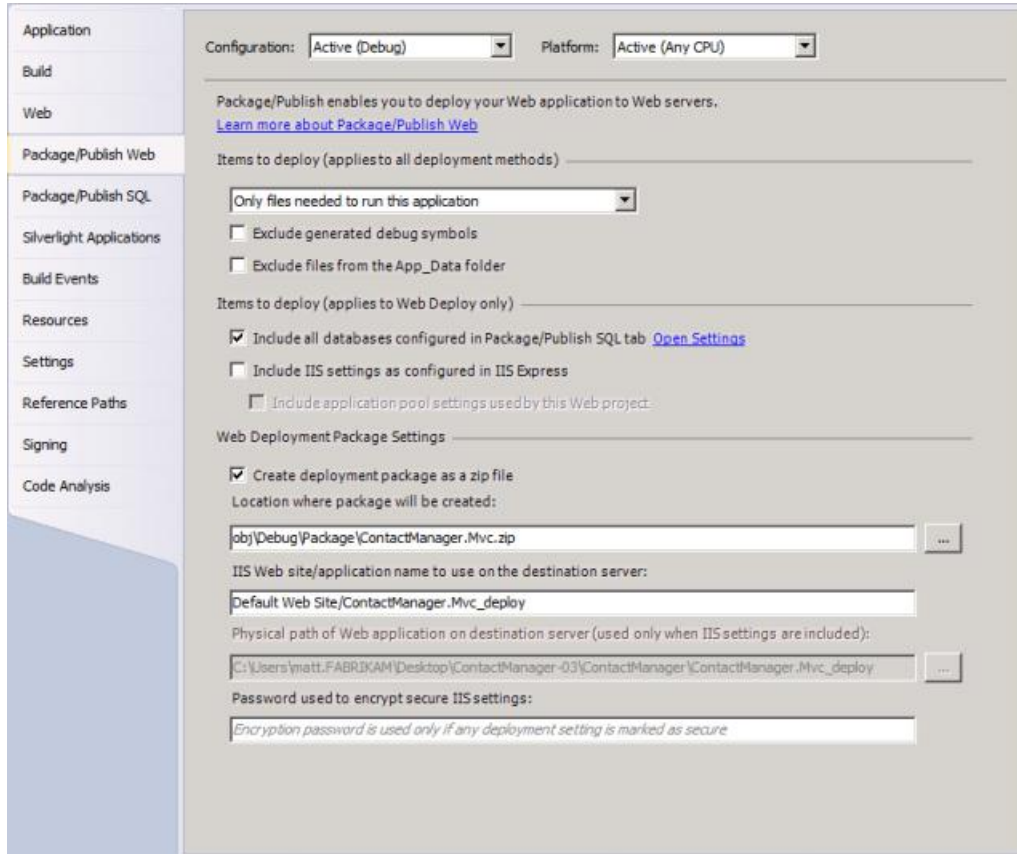 Application
Build
Web
Package/Publish Web
Package/Publish SQL
Silverlight Applications
Build Events
Resources
Settings
Reference Paths
Signing
Code Analysis
Configuration: Active (Debug) Platform: Active (Any CPU)
Package/Publish enables you to deploy your Web application to Web servers.
Learn more about Package/Publish Web
Items to deploy (applies to all deployment methods)
Only files needed to run this application
Exclude generated debug symbols
Exclude files from the App_Data folder
Items to deploy (applies to Web Deploy only)
Include all databases configured in Package/Publish SQL tab Open Settings
Include IIS settings as configured in IIS Express
Include application pool settings used by this Web project
Web Deployment Package Settings
Create deployment package as a zip file
Location where package will be created:
obj\Debug\Package\ContactManager.Mvc.zip
...
IIS Web site/application name to use on the destination server:
Default Web Site/ContactManager.Mvc_deploy
Physical path of Web application on destination server (used only when IIS settings are included):
C:\Users\matt.FABRIKAM\Desktop\ContactManager-03\ContactManager\ContactManager.Mvc_deploy
...
Password used to encrypt secure IIS settings:
Encryption password is used only if any deployment setting is marked as secure